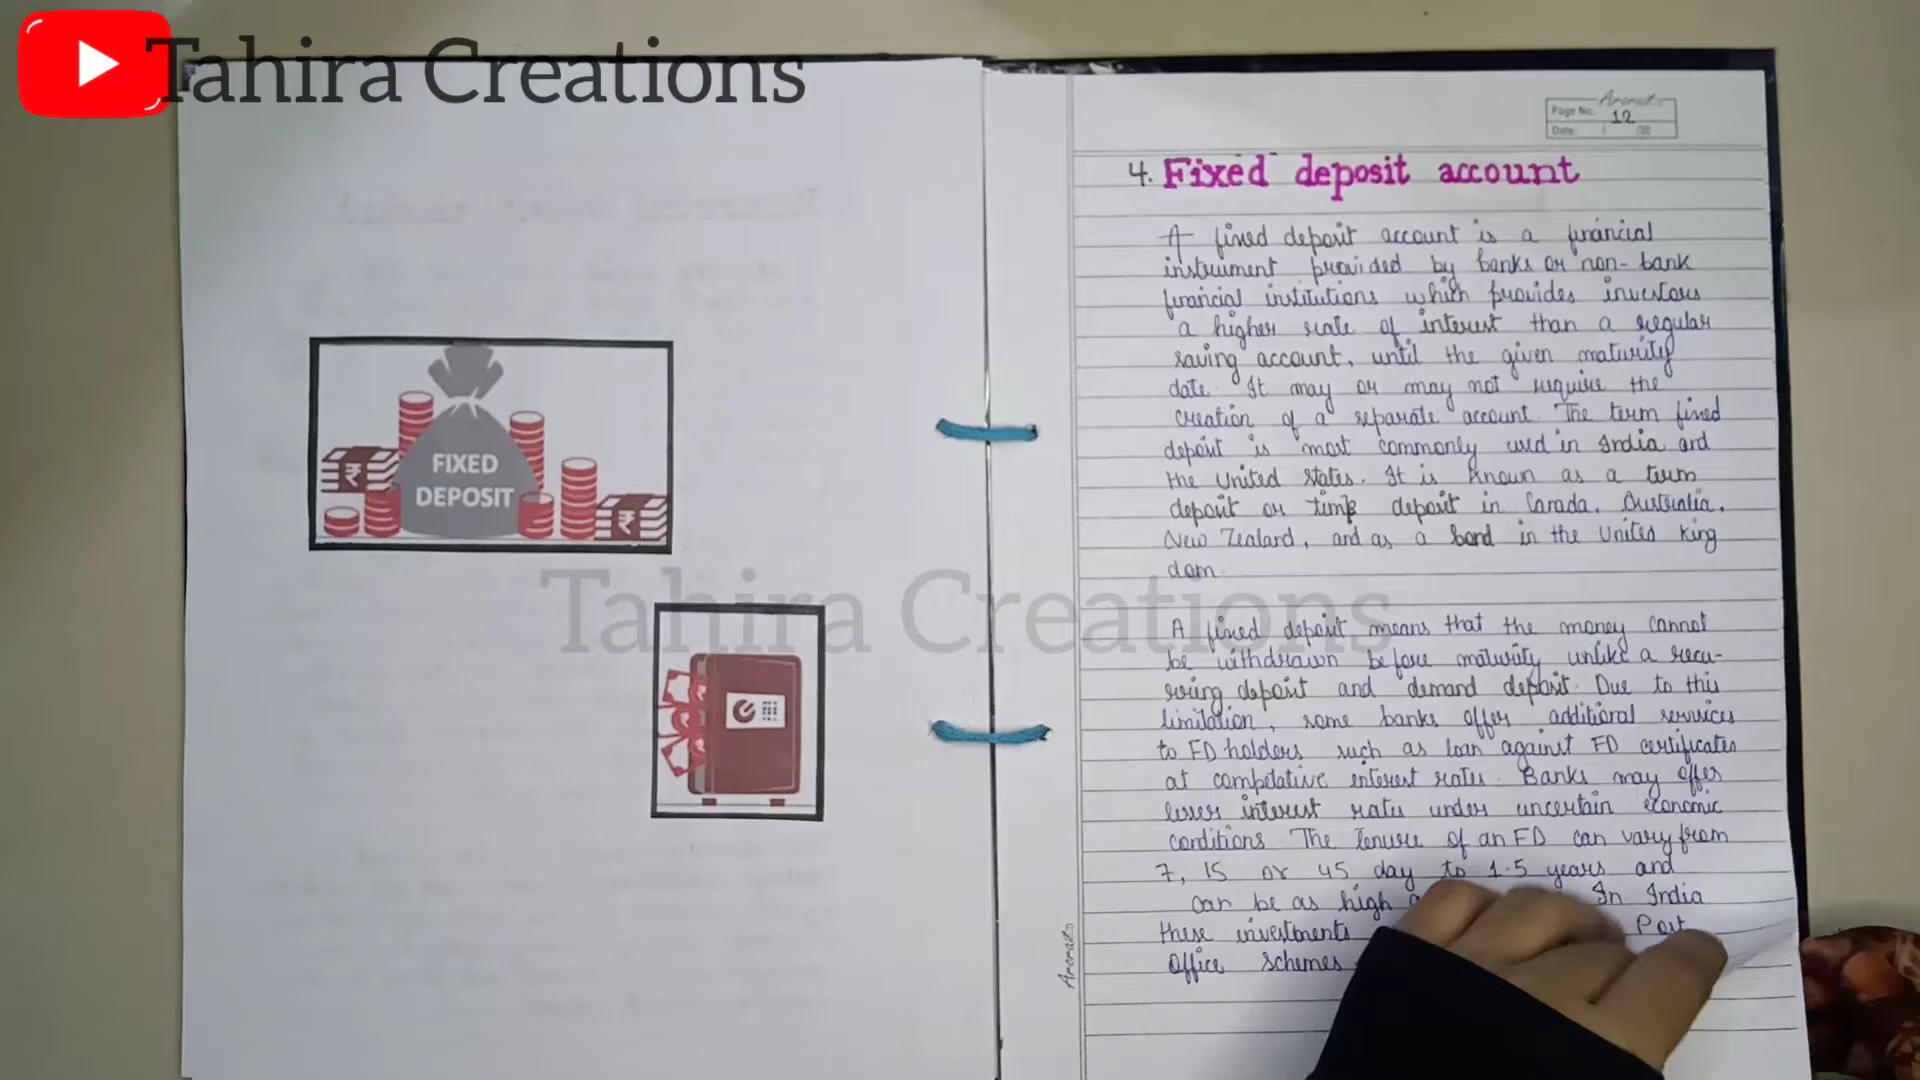 Tahira Creations
FIXED
DEPOSIT
Tahira Creations
Aromato
Page No. 12
Date: / /20
4. Fixed deposit account
A fixed deposit account is a financial
instrument provided by banks or non-bank
financial institutions which provides investors
a higher rate of interest than a regular
saving account, until the given maturity
date. It may or may not require the
creation of a separate account. The term fixed
deposit is most commonly used in India and
the United States. It is known as a term
deposit or time deposit in Canada, Australia,
New Zealand, and as a bond in the United King
dom.
A fixed deposit means that the money cannot
be withdrawn before maturity unlike a recu-
rring deposit and demand deposit. Due to this
limitation, some banks offer additional services
to FD holders such as loan against FD certificates
at competative interest rates. Banks may offer
lesser interest rates under uncertain economic
conditions. The tenure of an FD can vary from
7, 15 or 45 day to 1.5 years and
can be as high In India
these investments Post
office schemes
Aromato